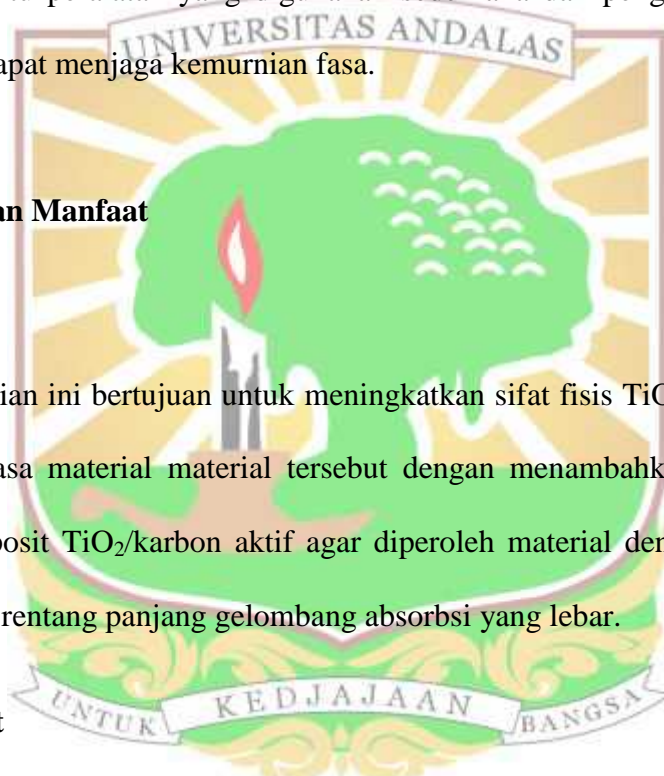 UNIVERSITAS ANDALAS
apat menjaga kemurnian fasa.
an Manfaat
ian ini bertujuan untuk meningkatkan sifat fisis TiO
asa material material tersebut dengan menambahk
posit TiO₂/karbon aktif agar diperoleh material den
rentang panjang gelombang absorbsi yang lebar.
UNTUK KEDJAJAAN BANGSA
t